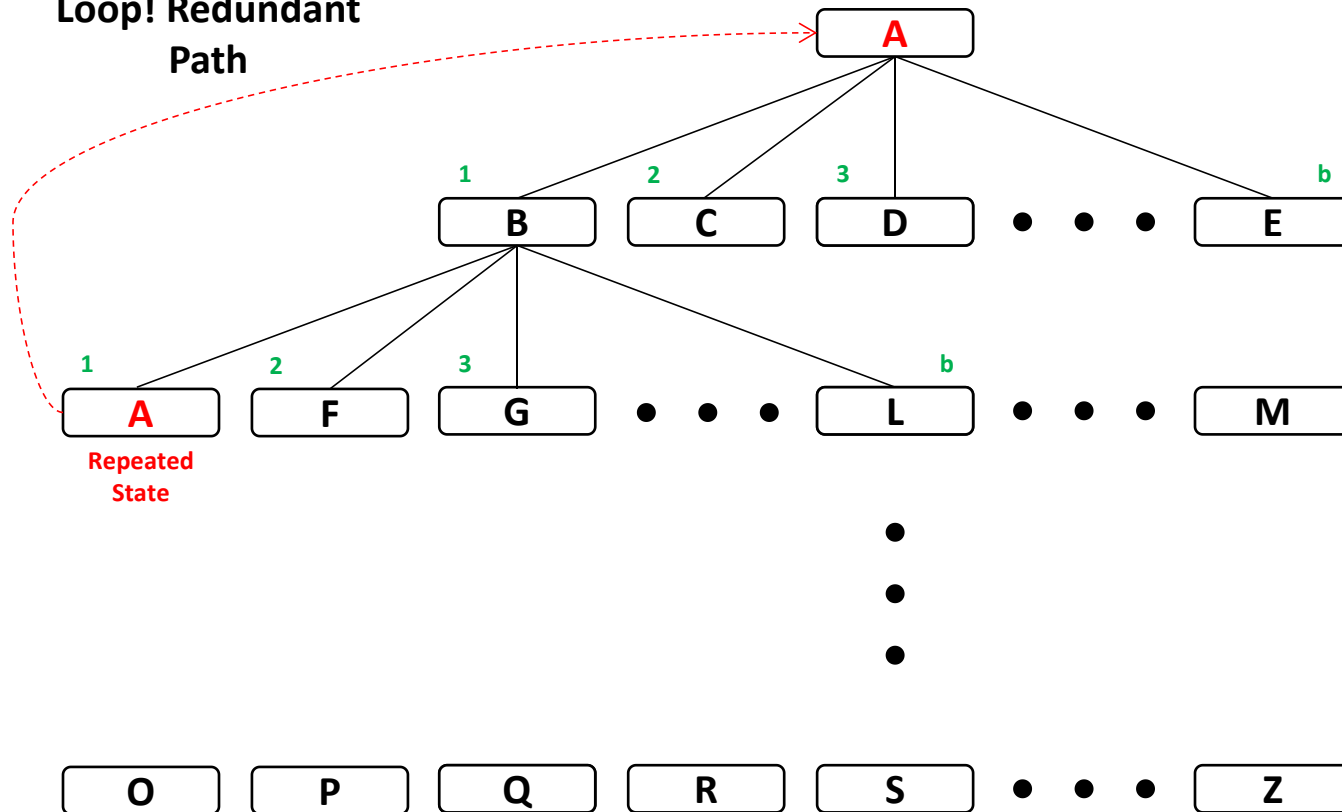 Loop! Redundant
Path
A
1 2 3 b
B C D E
1 2 3 b
A F G L M
Repeated
State
O P Q R S Z